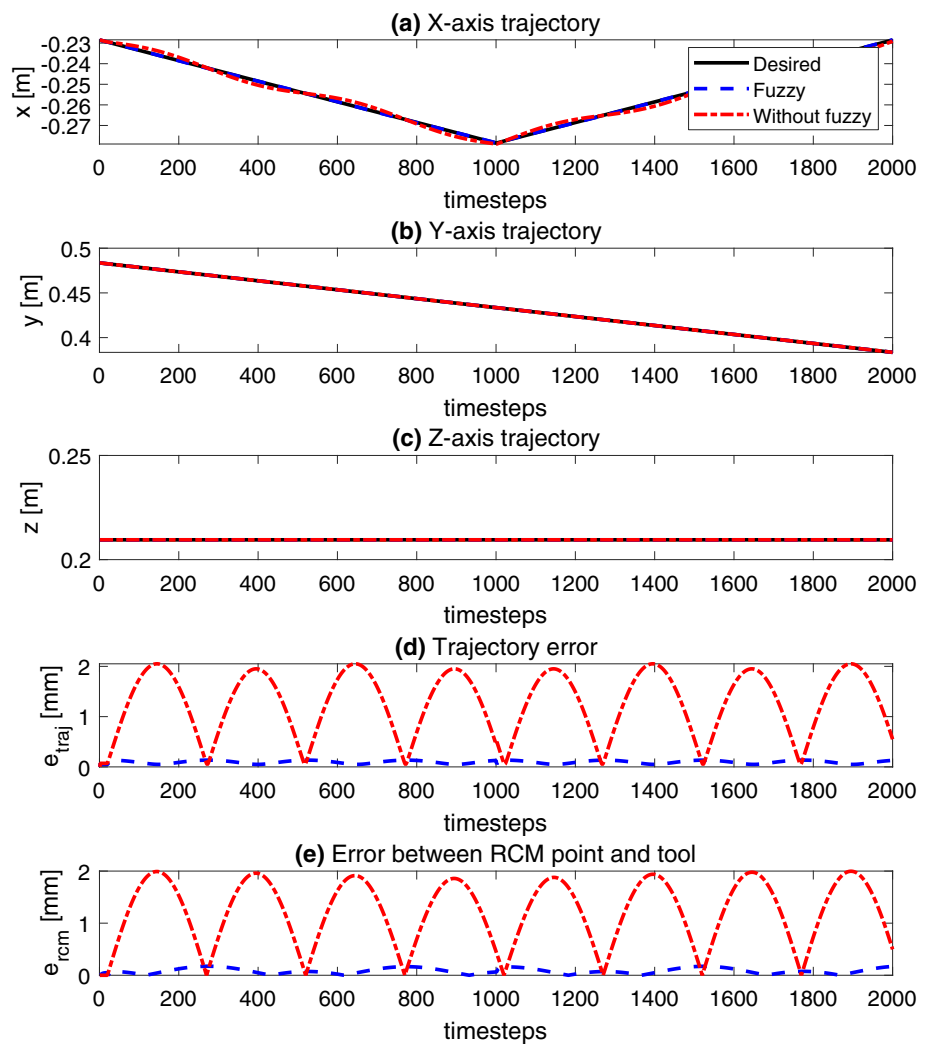 (a) X-axis trajectory
-0.23
-0.24
-0.25
-0.26
-0.27
x [m]
Desired
Fuzzy
Without fuzzy
0 200 400 600 800 1000 1200 1400 1600 1800 2000
timesteps
(b) Y-axis trajectory
0.5
0.45
0.4
y [m]
0 200 400 600 800 1000 1200 1400 1600 1800 2000
timesteps
(c) Z-axis trajectory
0.25
0.2
z [m]
0 200 400 600 800 1000 1200 1400 1600 1800 2000
timesteps
(d) Trajectory error
2
1
0
e_traj [mm]
0 200 400 600 800 1000 1200 1400 1600 1800 2000
timesteps
(e) Error between RCM point and tool
2
1
0
e_rcm [mm]
0 200 400 600 800 1000 1200 1400 1600 1800 2000
timesteps